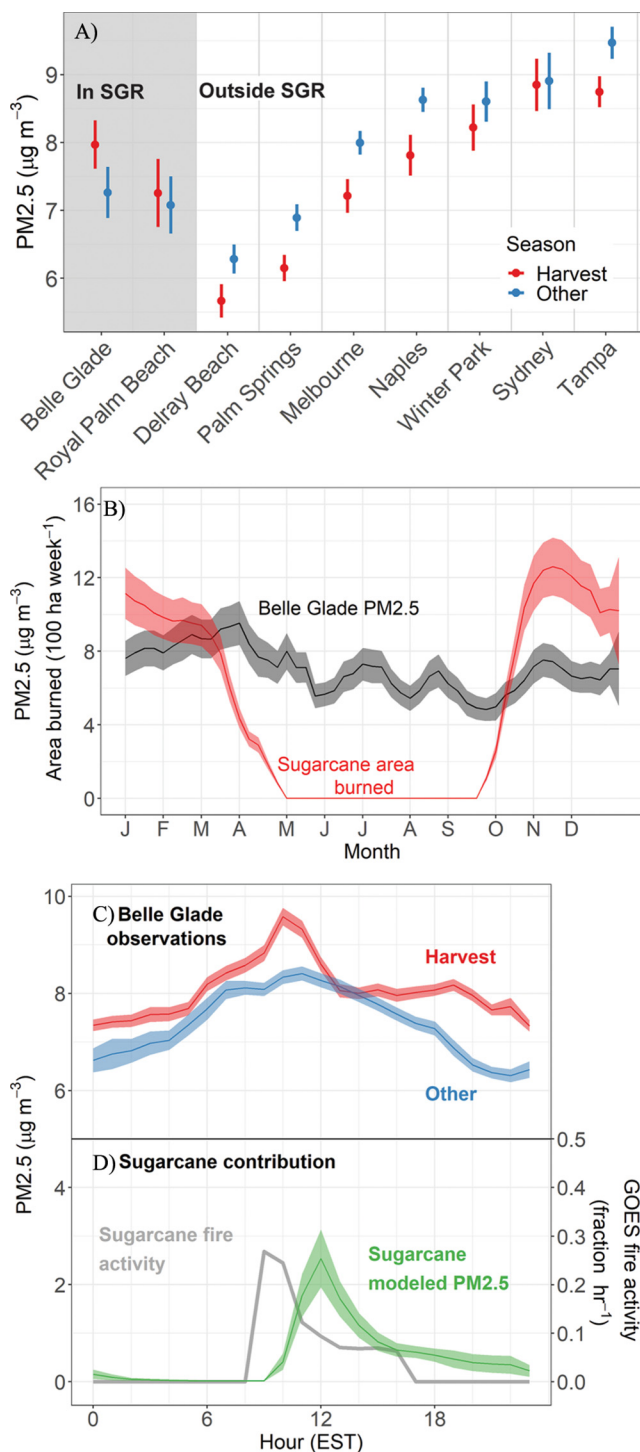 A)
In SGR
Outside SGR
PM2.5 (µg m⁻³)
9
8
7
6
Season
Harvest
Other
Belle Glade
Royal Palm Beach
Delray Beach
Palm Springs
Melbourne
Naples
Winter Park
Sydney
Tampa
B)
PM2.5 (µg m⁻³)
Area burned (100 ha week⁻¹)
16
12
8
4
0
Belle Glade PM2.5
Sugarcane area
burned
J F M A M J J A S O N D
Month
C) Belle Glade
observations
10
8
6
Harvest
Other
PM2.5 (µg m⁻³)
D) Sugarcane contribution
4
2
0
Sugarcane fire
activity
Sugarcane
modeled PM2.5
0.5
0.4
0.3
0.2
0.1
0.0
GOES fire activity
(fraction hr⁻¹)
0 6 12 18
Hour (EST)